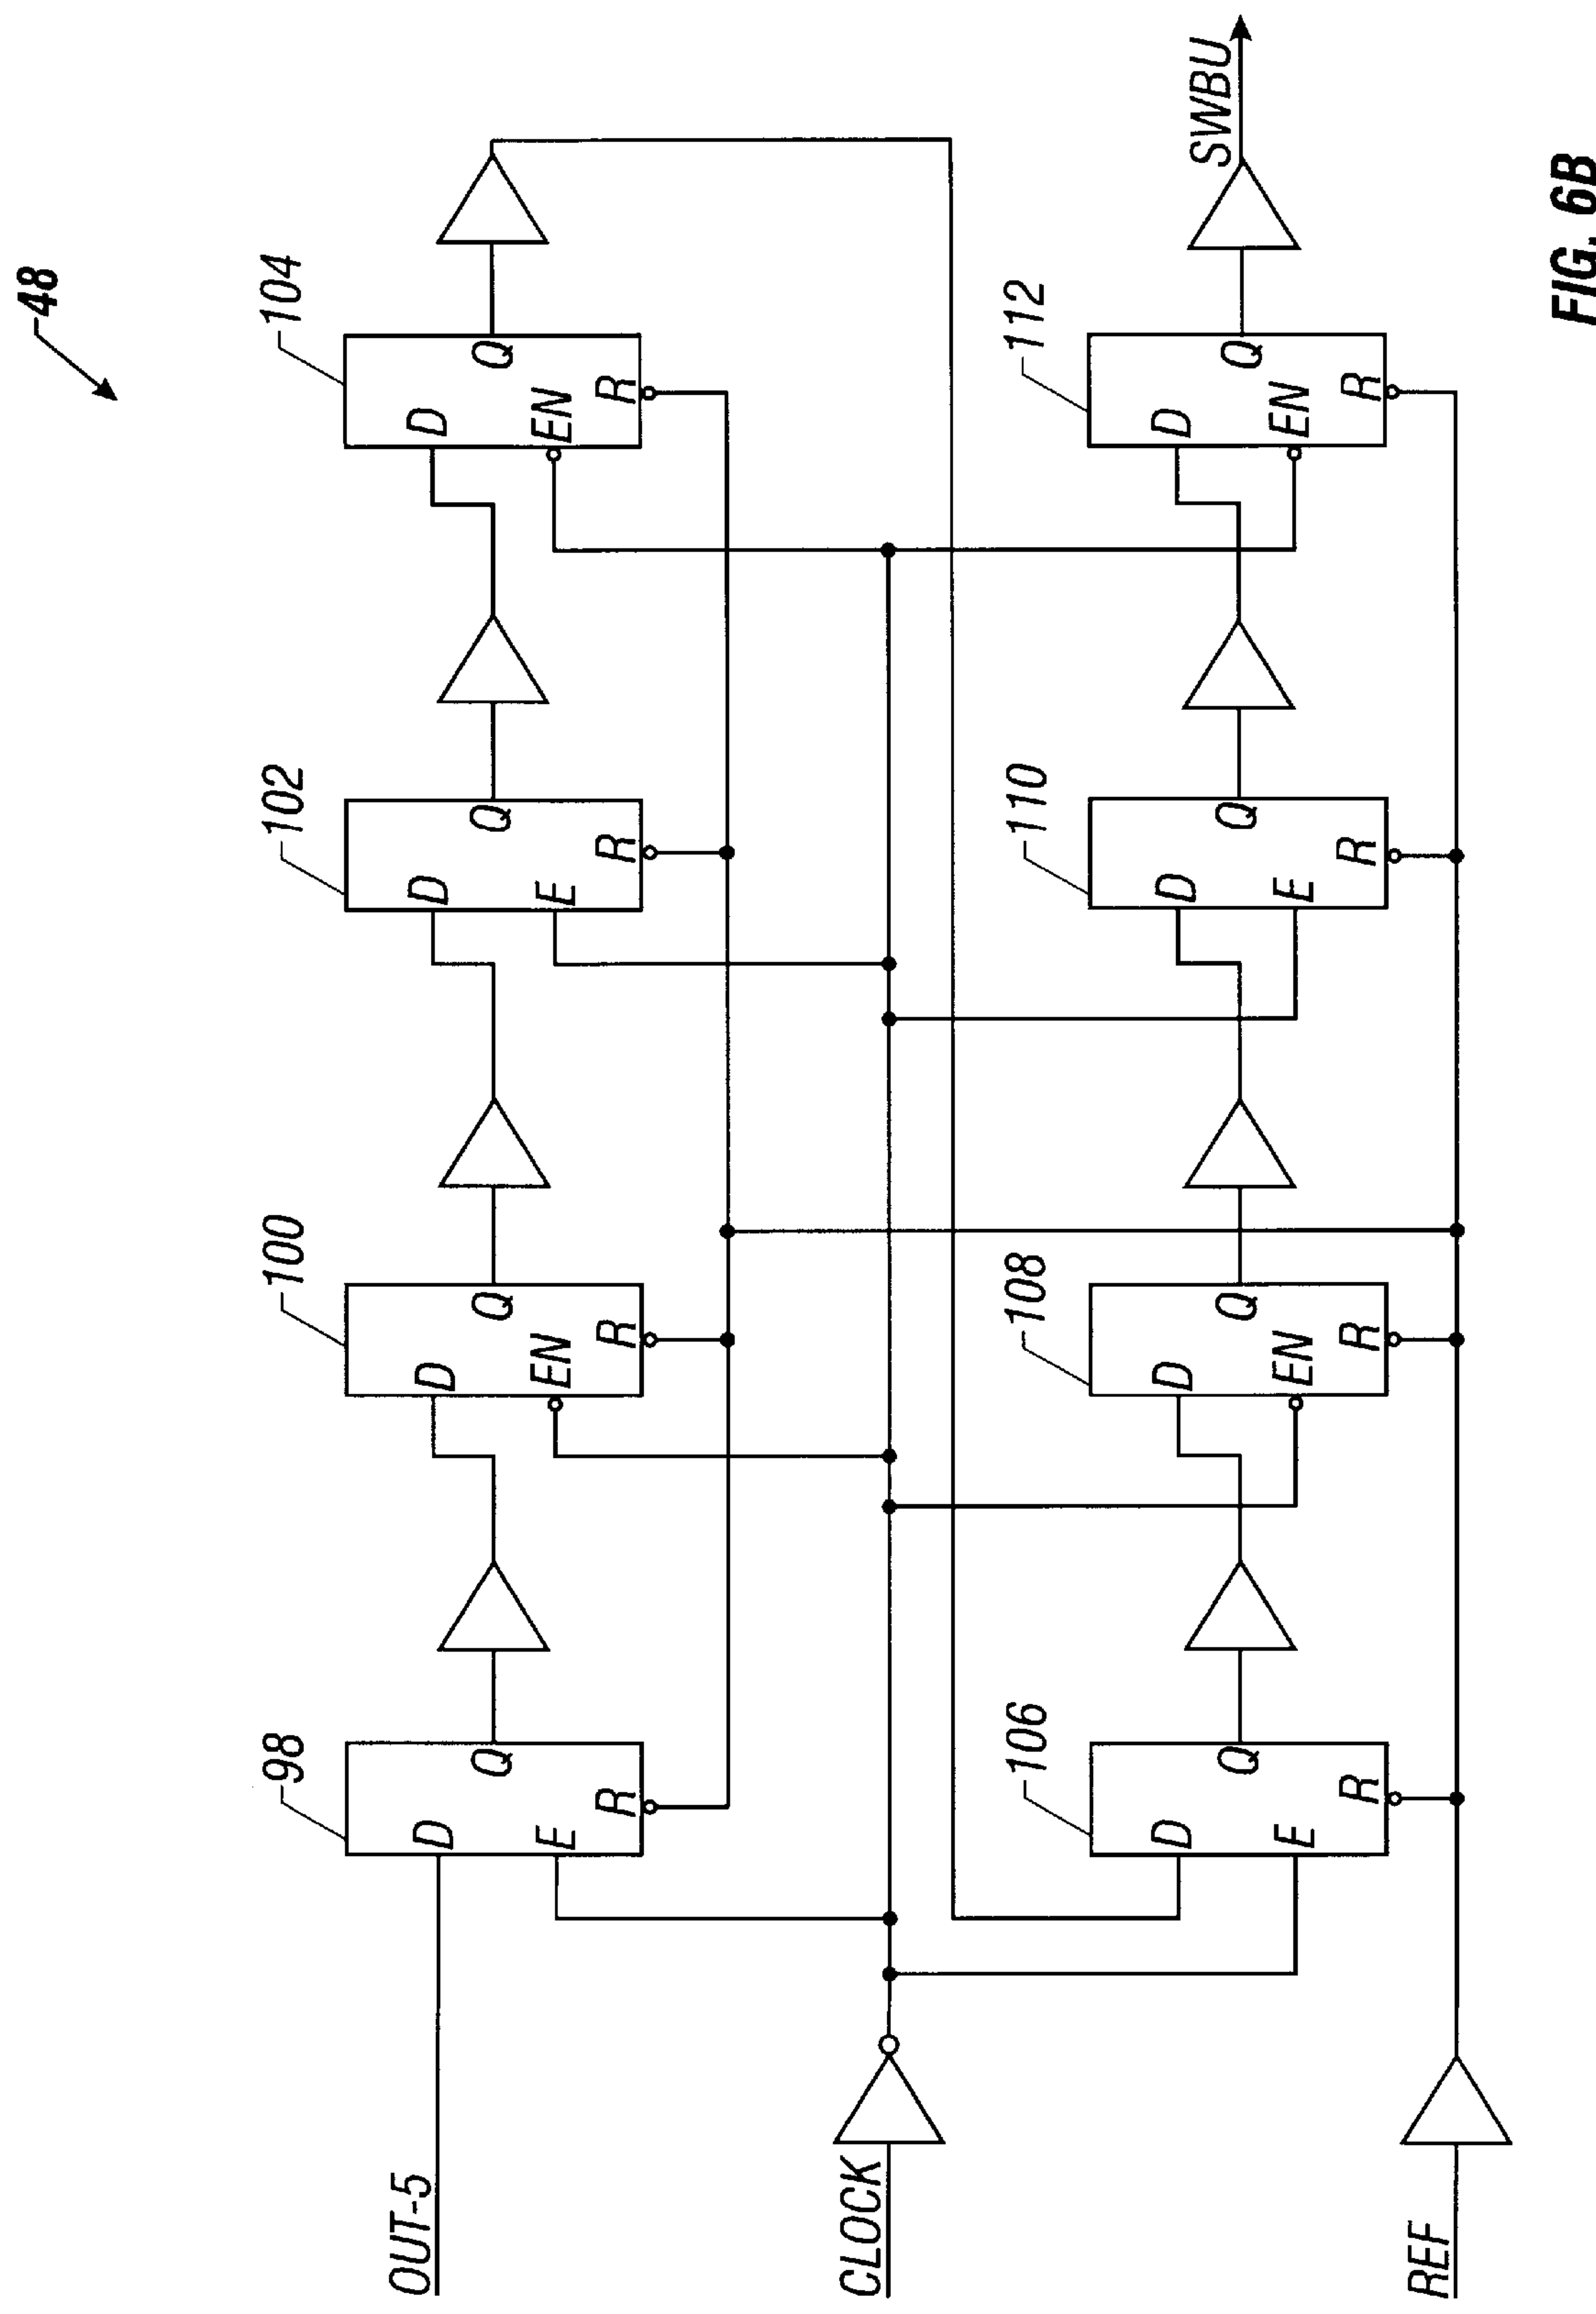 48
98
100
102
104
D
Q
E
R
D
Q
EN
R
D
Q
E
R
D
Q
EN
R
OUT-5
CLOCK
REF
106
108
110
112
D
Q
E
R
D
Q
EN
R
D
Q
E
R
D
Q
EN
R
SWBU
FIG. 6B